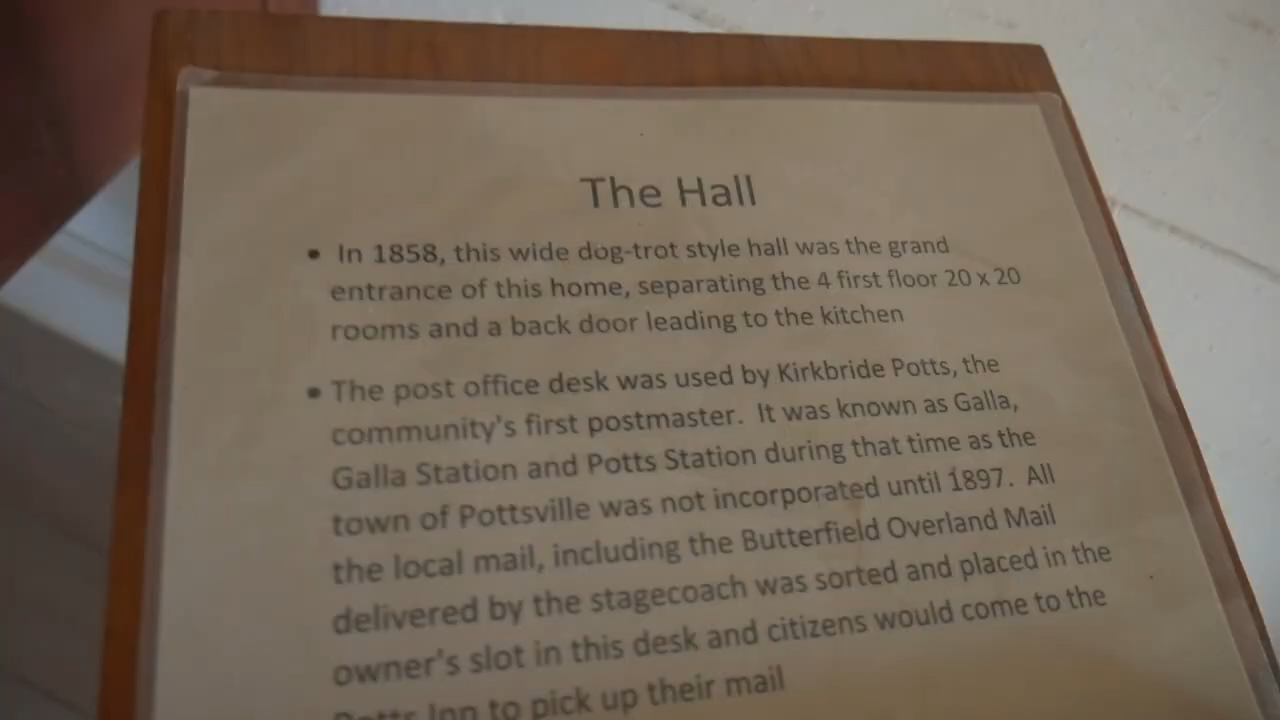 The Hall
• In 1858, this wide dog-trot style hall was the grand
entrance of this home, separating the 4 first floor 20 x 20
rooms and a back door leading to the kitchen
• The post office desk was used by Kirkbride Potts, the
community's first postmaster. It was known as Galla,
Galla Station and Potts Station during that time as the
town of Pottsville was not incorporated until 1897. All
the local mail, including the Butterfield Overland Mail
delivered by the stagecoach was sorted and placed in the
owner's slot in this desk and citizens would come to the
Potts Inn to pick up their mail